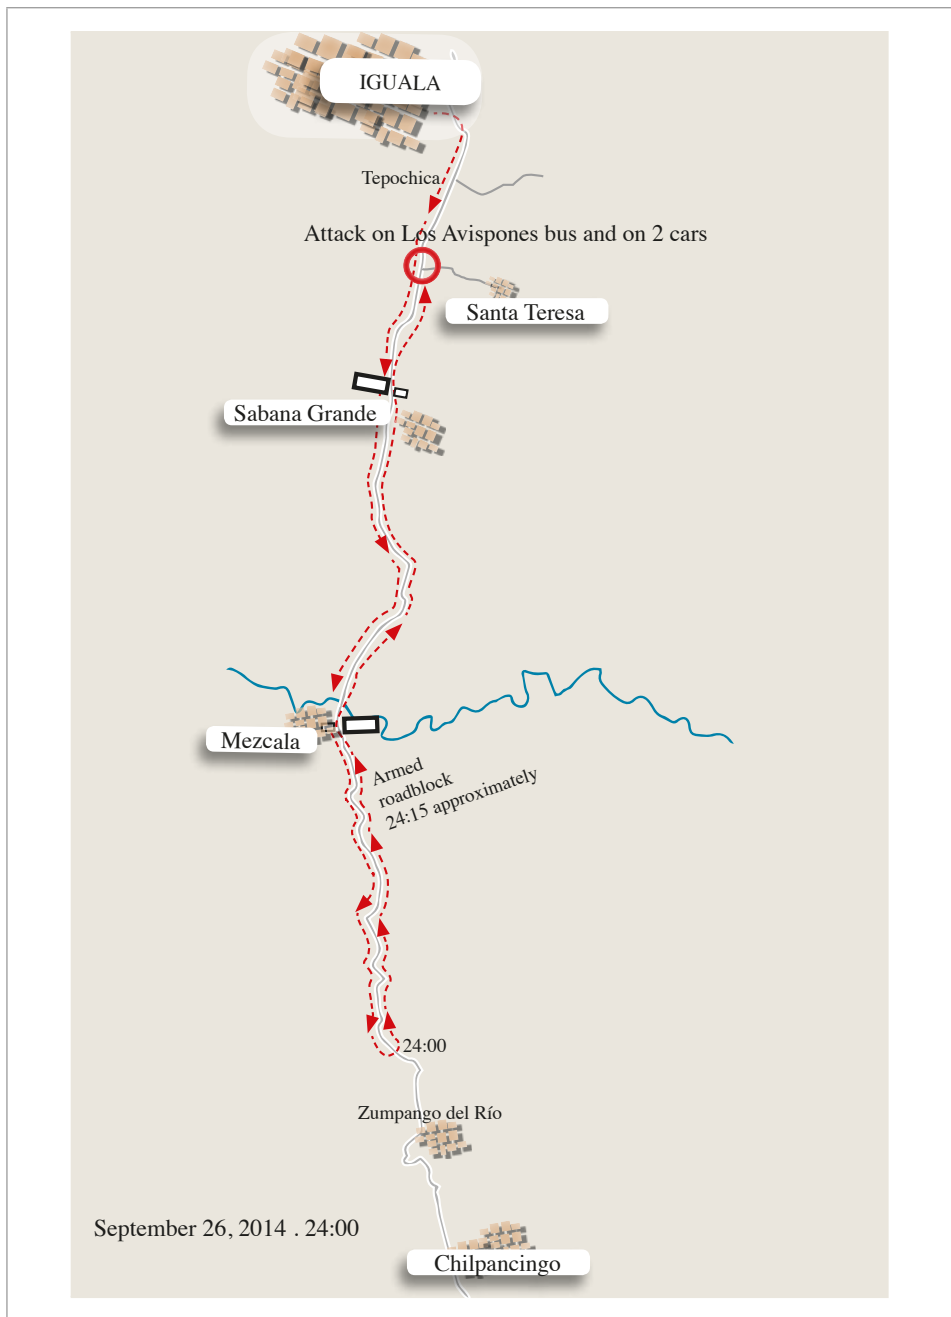 IGUALA
Tepochica
Attack on Los Avispones bus and on 2 cars
Santa Teresa
Sabana Grande
Mezcala
Armed
roadblock
24:15 approximately
24:00
Zumpango del Río
September 26, 2014 . 24:00
Chilpancingo